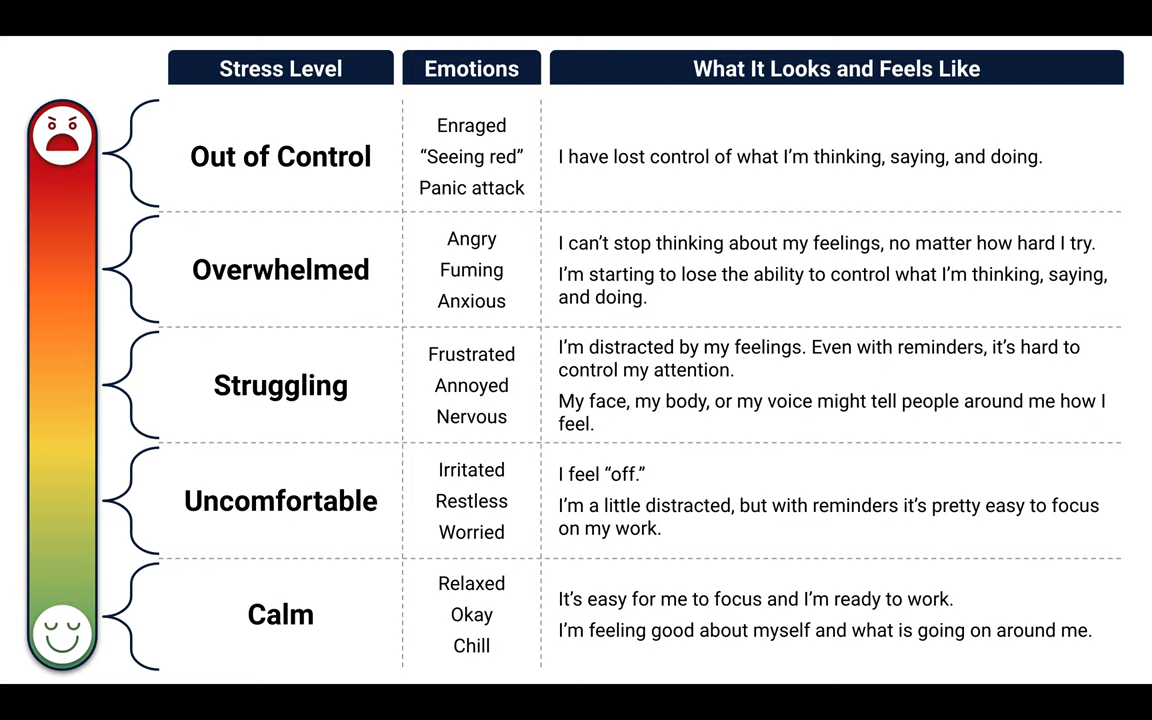 Stress Level
Emotions
What It Looks and Feels Like
Out of Control
Enraged
“Seeing red”
Panic attack
I have lost control of what I’m thinking, saying, and doing.
Overwhelmed
Angry
Fuming
Anxious
I can’t stop thinking about my feelings, no matter how hard I try.
I’m starting to lose the ability to control what I’m thinking, saying,
and doing.
Struggling
Frustrated
Annoyed
Nervous
I’m distracted by my feelings. Even with reminders, it’s hard to
control my attention.
My face, my body, or my voice might tell people around me how I
feel.
Uncomfortable
Irritated
Restless
Worried
I feel “off.”
I’m a little distracted, but with reminders it’s pretty easy to focus
on my work.
Calm
Relaxed
Okay
Chill
It’s easy for me to focus and I’m ready to work.
I’m feeling good about myself and what is going on around me.